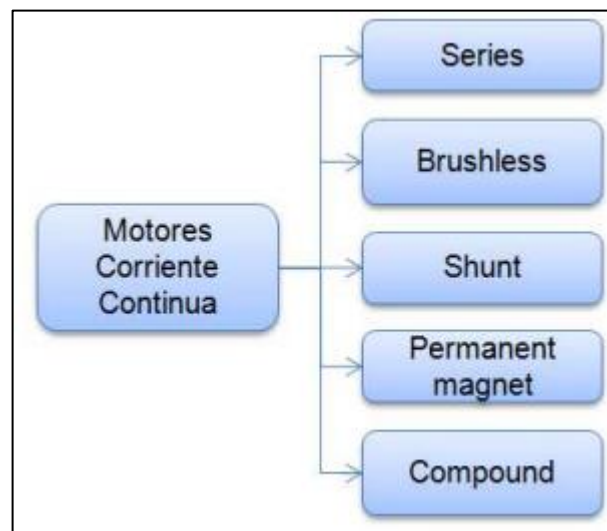 Motores
Corriente
Continua
Series
Brushless
Shunt
Permanent
magnet
Compound